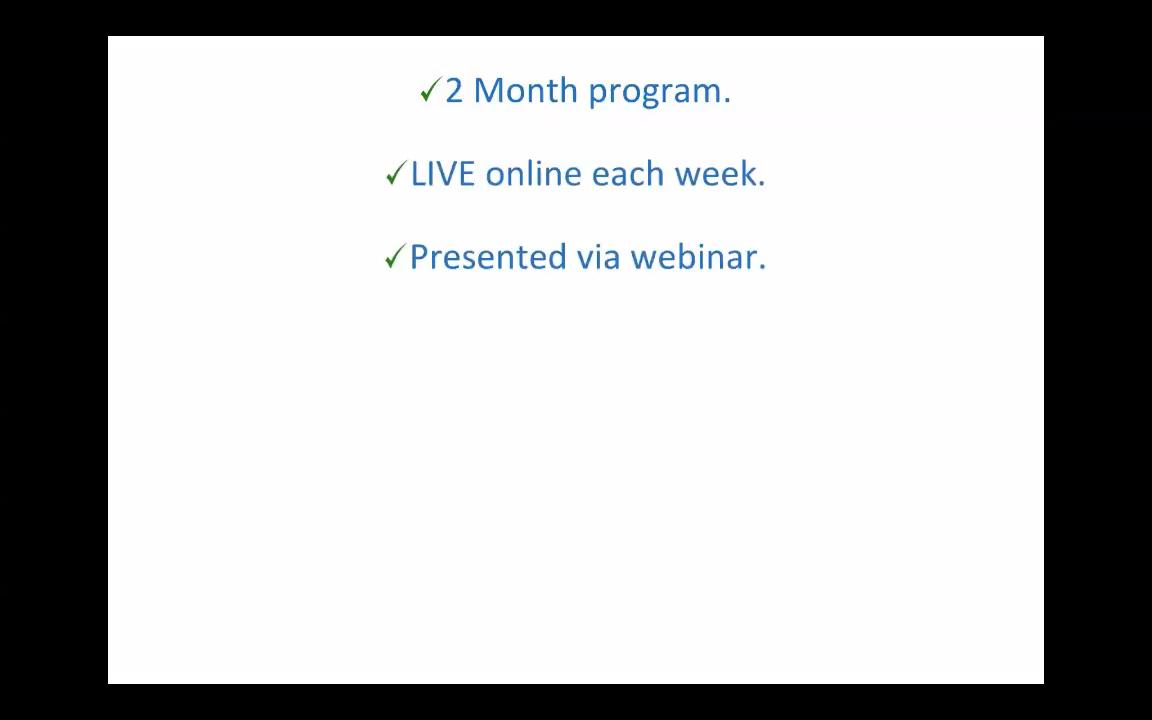 ✓2 Month program.
✓LIVE online each week.
✓Presented via webinar.